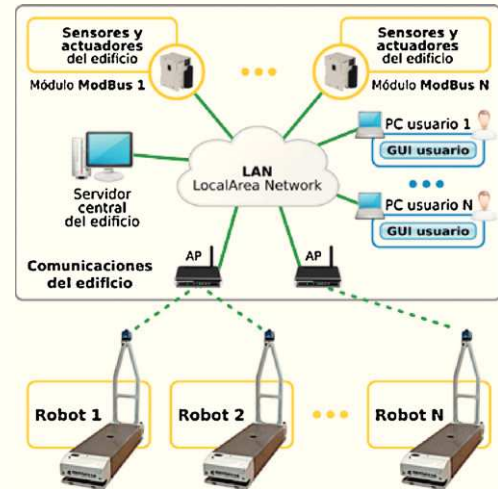 Sensores y
actuadores
del edificio
Módulo ModBus 1
Sensores y
actuadores
del edificio
Módulo ModBus N
PC usuario 1
GUI usuario
LAN
LocalArea Network
Servidor
central
del edificio
PC usuario N
GUI usuario
AP
AP
Comunicaciones
del edificio
Robot 1
Robot 2
Robot N